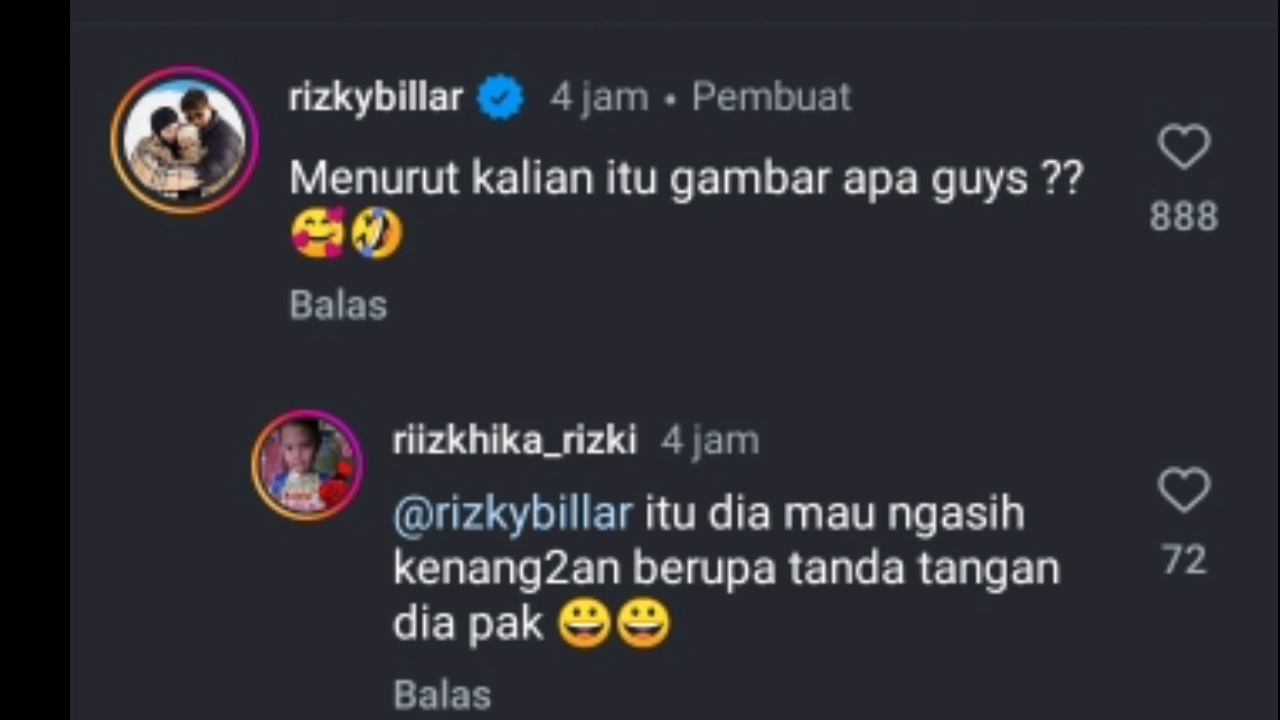 rizkybillar 4 jam • Pembuat
Menurut kalian itu gambar apa guys ??
🥰🤣
888
Balas
riizkhika_rizki 4 jam
@rizkybillar itu dia mau ngasih
kenang2an berupa tanda tangan
dia pak 😀😀
72
Balas